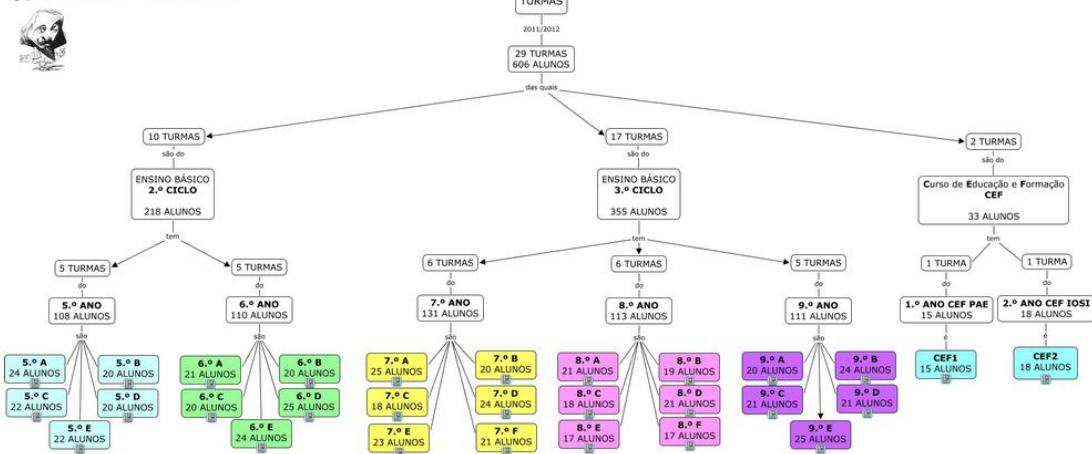 TURMAS
2011/2012
29 TURMAS
606 ALUNOS
das quais
10 TURMAS
são do
ENSINO BÁSICO
2.º CICLO
218 ALUNOS
tem
5 TURMAS
do
5.º ANO
108 ALUNOS
são
5.º A
24 ALUNOS
5.º B
20 ALUNOS
5.º C
22 ALUNOS
5.º D
20 ALUNOS
5.º E
22 ALUNOS
5 TURMAS
do
6.º ANO
110 ALUNOS
são
6.º A
21 ALUNOS
6.º B
20 ALUNOS
6.º C
20 ALUNOS
6.º D
25 ALUNOS
6.º E
24 ALUNOS
17 TURMAS
são do
ENSINO BÁSICO
3.º CICLO
355 ALUNOS
tem
6 TURMAS
do
7.º ANO
131 ALUNOS
são
7.º A
25 ALUNOS
7.º B
20 ALUNOS
7.º C
18 ALUNOS
7.º D
24 ALUNOS
7.º E
23 ALUNOS
7.º F
21 ALUNOS
6 TURMAS
do
8.º ANO
113 ALUNOS
são
8.º A
21 ALUNOS
8.º B
19 ALUNOS
8.º C
18 ALUNOS
8.º D
21 ALUNOS
8.º E
17 ALUNOS
8.º F
17 ALUNOS
5 TURMAS
do
9.º ANO
111 ALUNOS
são
9.º A
20 ALUNOS
9.º B
24 ALUNOS
9.º C
21 ALUNOS
9.º D
21 ALUNOS
9.º E
25 ALUNOS
2 TURMAS
são do
Curso de Educação e Formação
CEF
33 ALUNOS
tem
1 TURMA
do
1.º ANO CEF PAE
15 ALUNOS
é
CEF1
15 ALUNOS
1 TURMA
do
2.º ANO CEF IOSI
18 ALUNOS
é
CEF2
18 ALUNOS